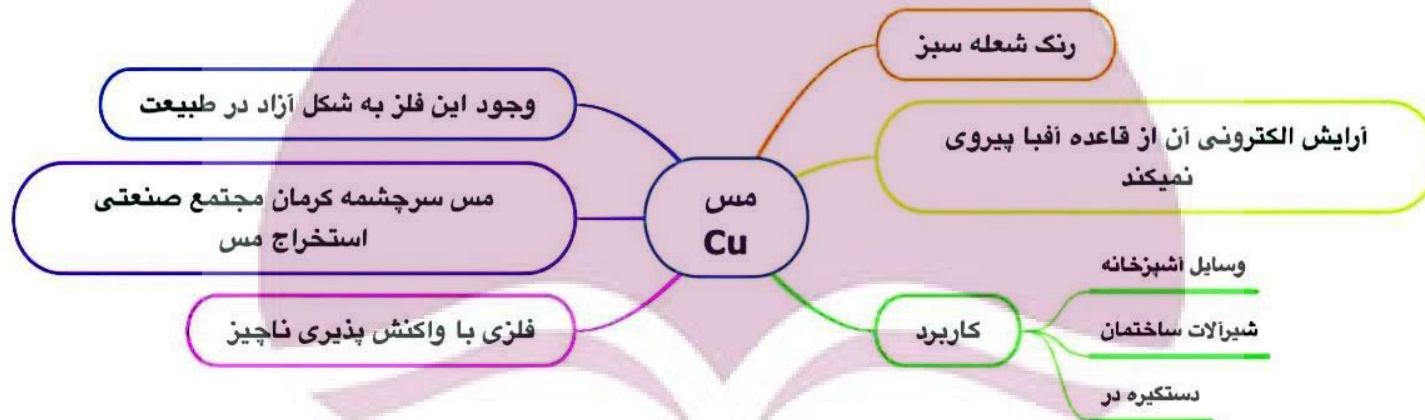 مس
Cu
رنگ شعله سبز
آرایش الکترونی آن از قاعده آفبا پیروی
نمیکند
کاربرد
وسایل آشپزخانه
شیرآلات ساختمان
دستگیره در
وجود این فلز به شکل آزاد در طبیعت
مس سرچشمه کرمان مجتمع صنعتی
استخراج مس
فلزی با واکنش پذیری ناچیز